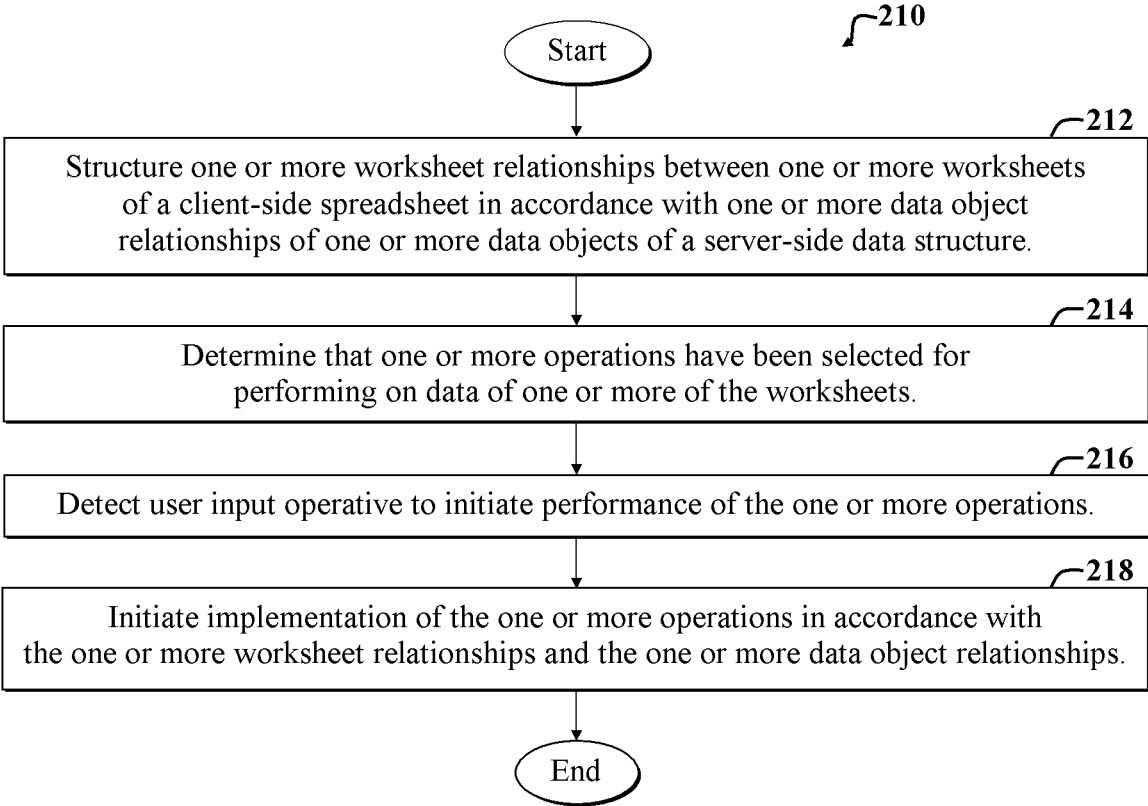 210
Start
212
Structure one or more worksheet relationships between one or more worksheets
of a client-side spreadsheet in accordance with one or more data object
relationships of one or more data objects of a server-side data structure.
214
Determine that one or more operations have been selected for
performing on data of one or more of the worksheets.
216
Detect user input operative to initiate performance of the one or more operations.
218
Initiate implementation of the one or more operations in accordance with
the one or more worksheet relationships and the one or more data object relationships.
End